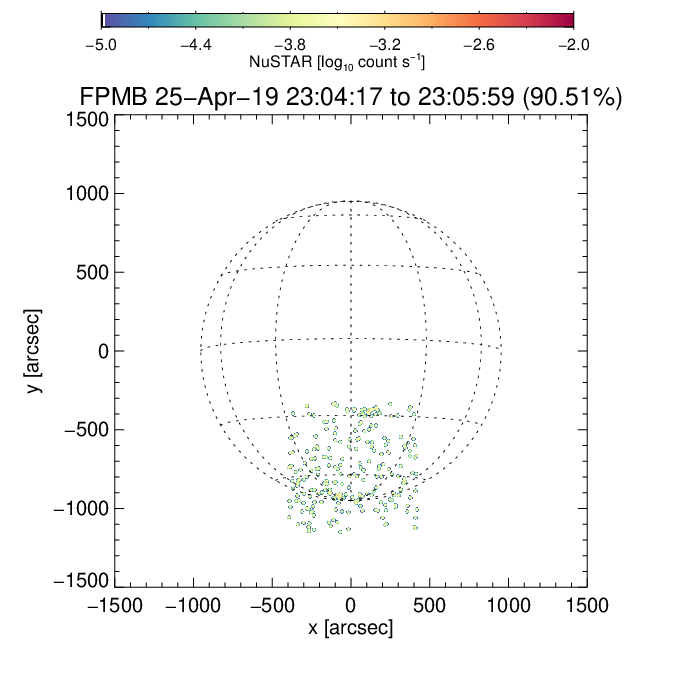 −5.0 −4.4 −3.8 −3.2 −2.6 −2.0
NuSTAR [log₁₀ count s⁻¹]
FPMB 25−Apr−19 23:04:17 to 23:05:59 (90.51%)
1500
1000
500
0
−500
−1000
−1500
y [arcsec]
−1500 −1000 −500 0 500 1000 1500
x [arcsec]